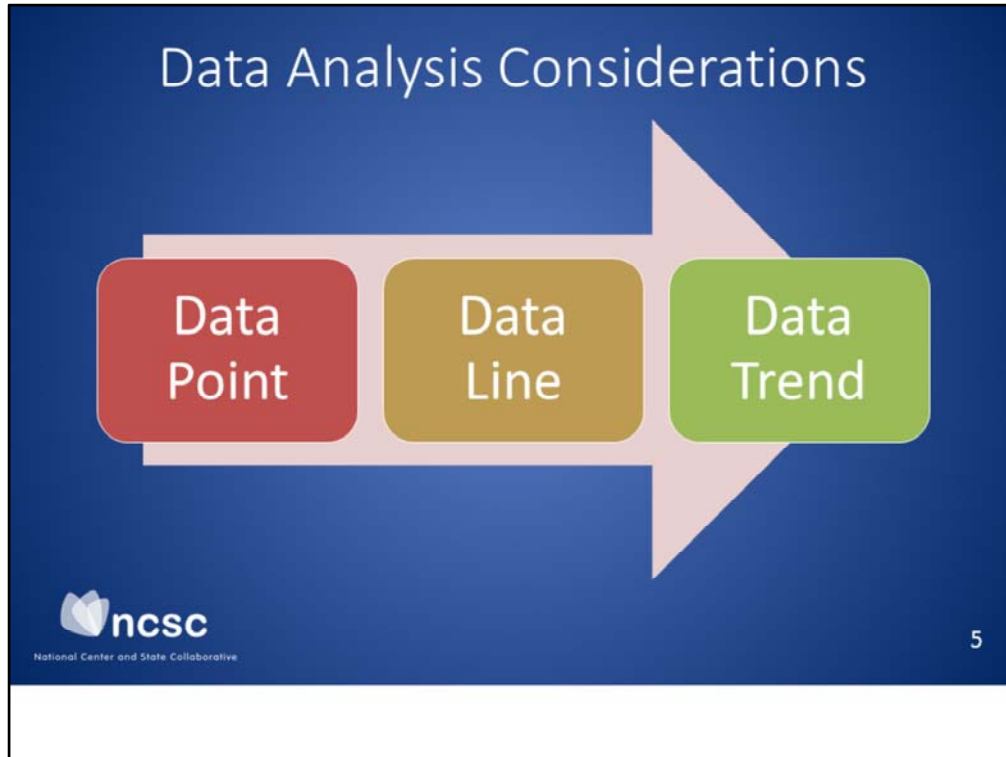 Data Analysis Considerations
Data
Point
Data
Line
Data
Trend
ncsc
National Center and State Collaborative
5